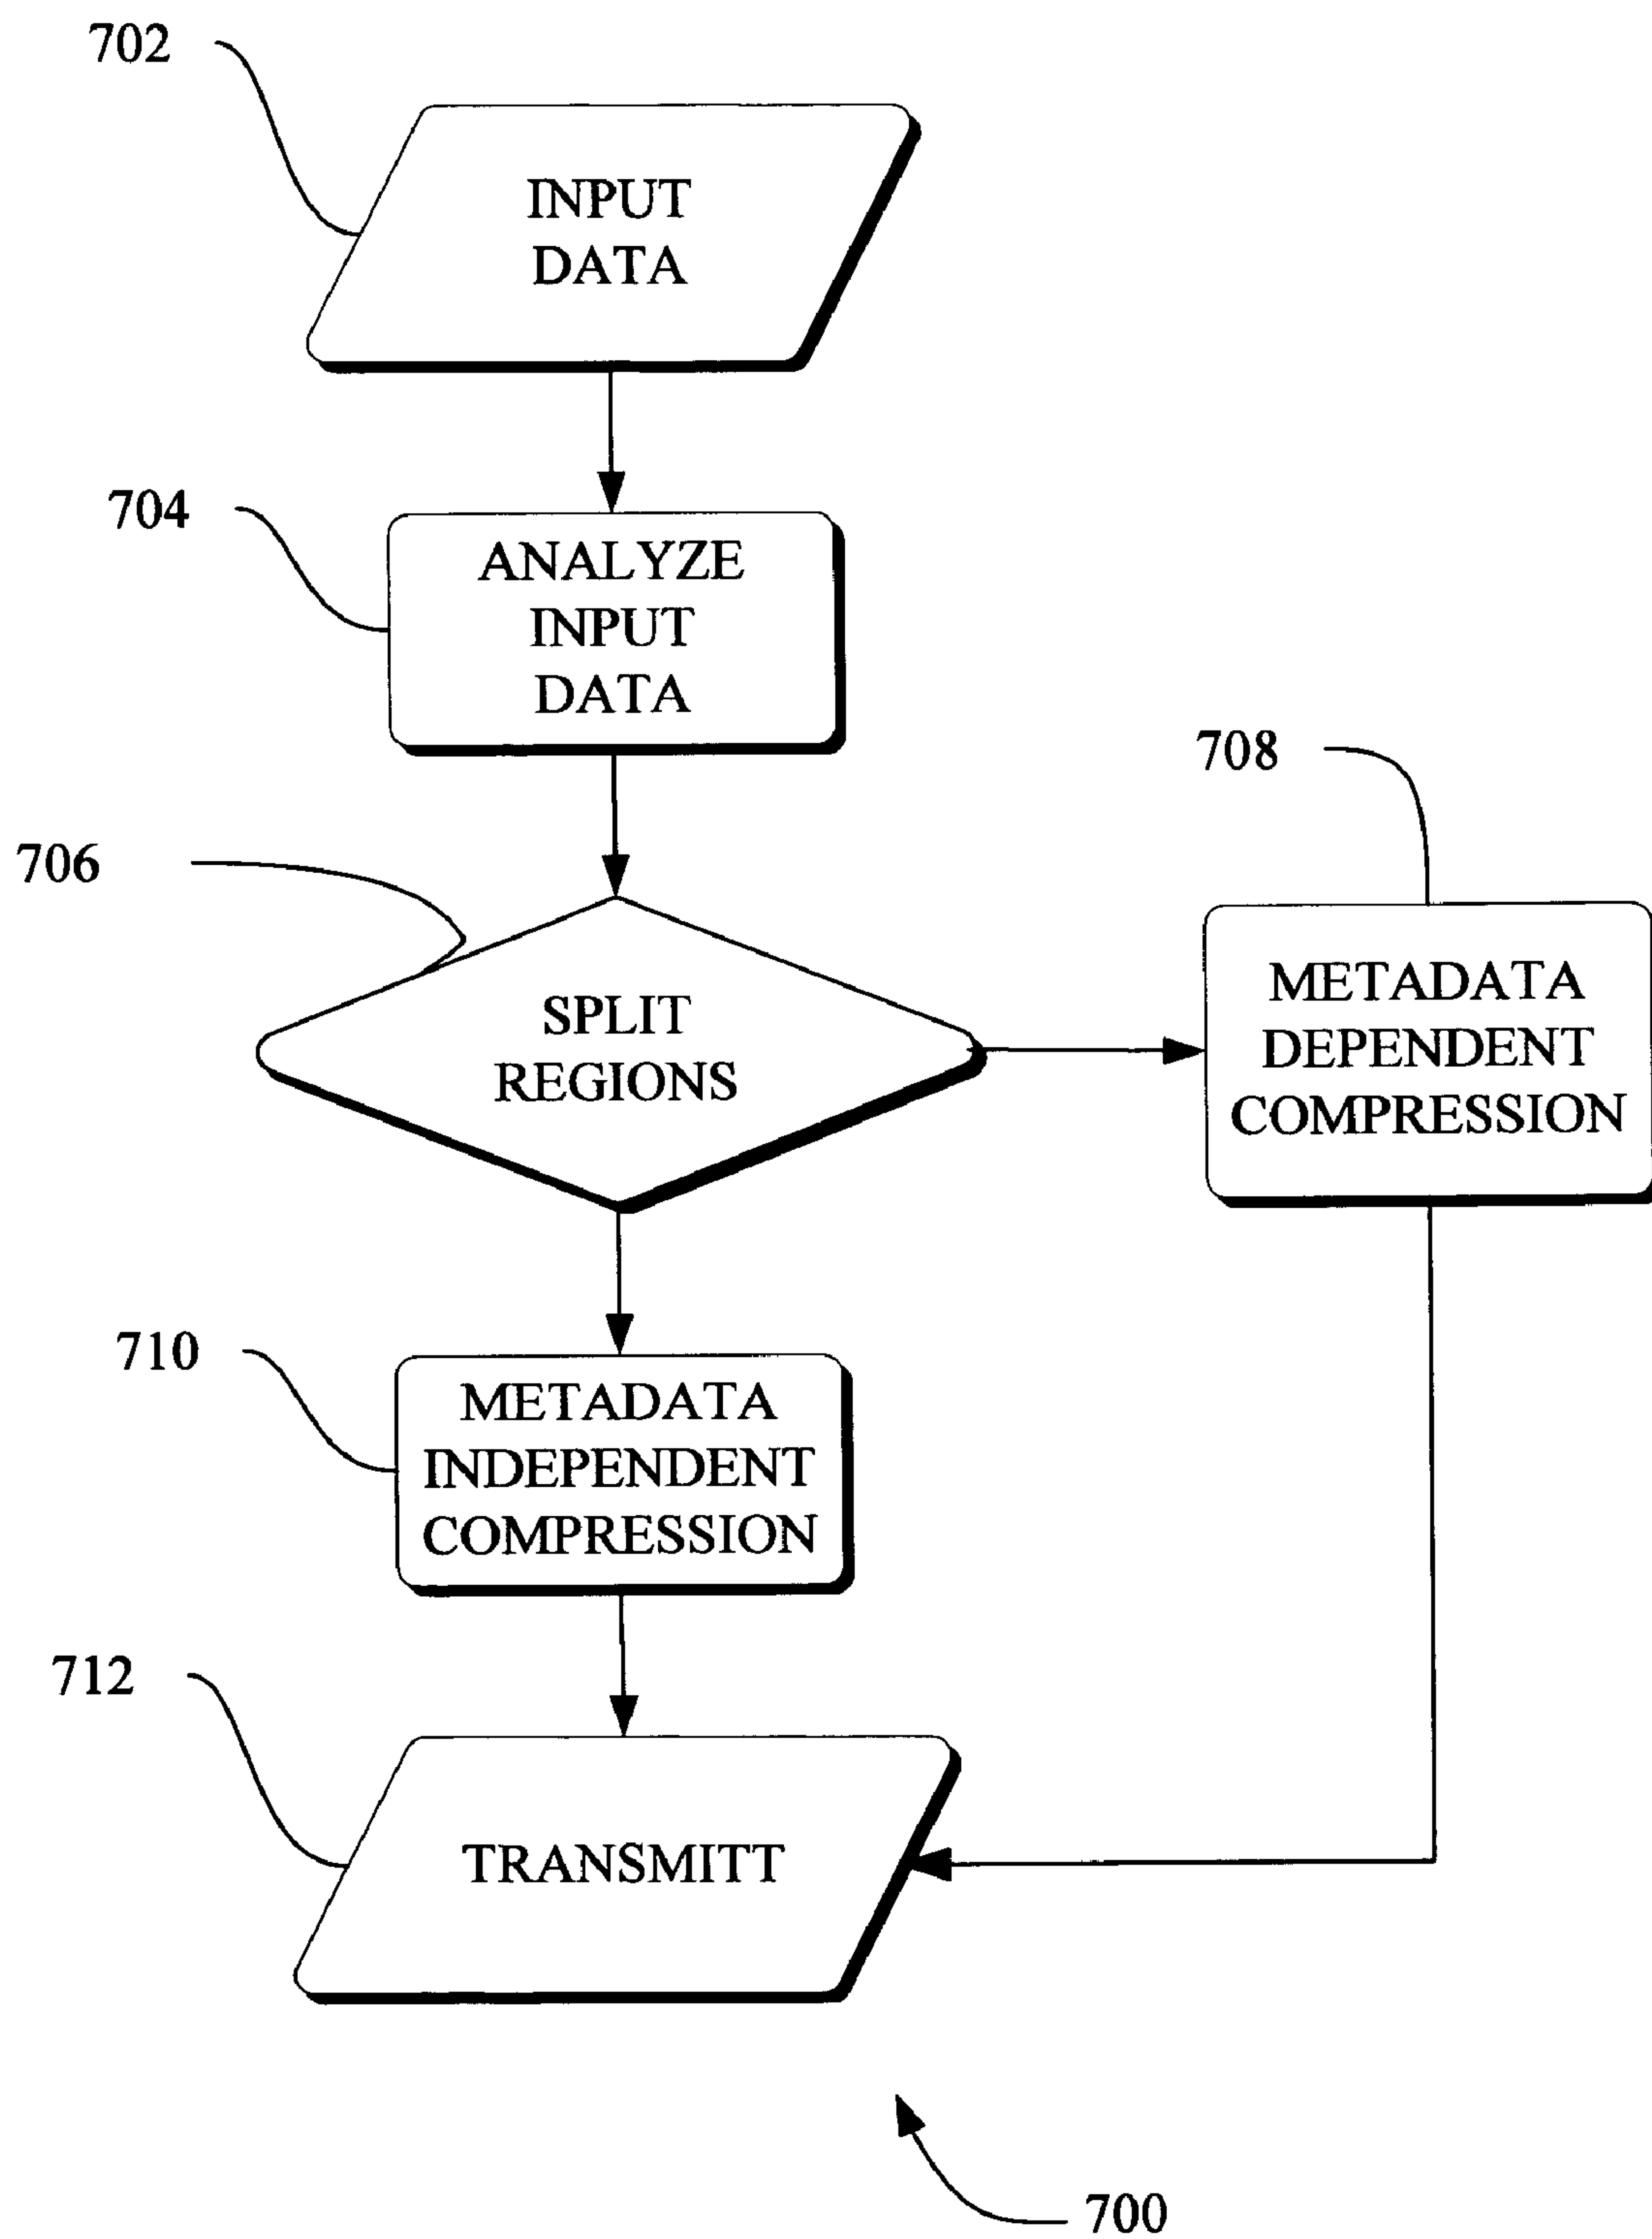 702
INPUT
DATA
704
ANALYZE
INPUT
DATA
706
SPLIT
REGIONS
708
METADATA
DEPENDENT
COMPRESSION
710
METADATA
INDEPENDENT
COMPRESSION
712
TRANSMITT
700